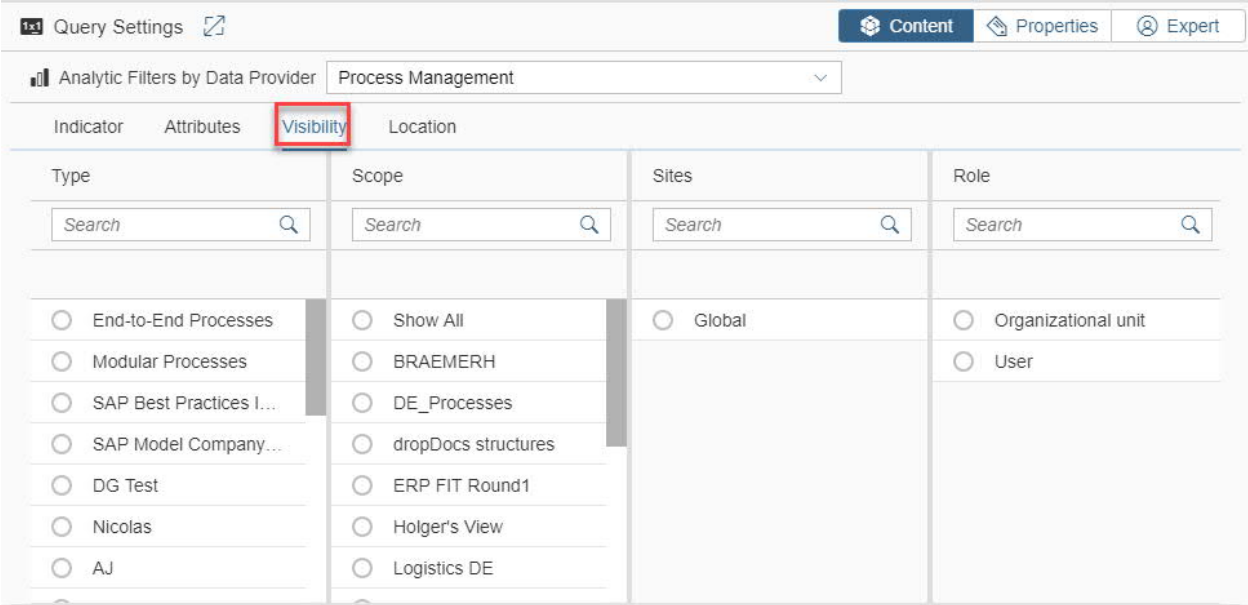 1x1 Query Settings Content Properties Expert
Analytic Filters by Data Provider Process Management
Indicator Attributes Visibility Location
Type Scope Sites Role
Search Search Search Search
End-to-End Processes Show All Global Organizational unit
Modular Processes BRAEMERH User
SAP Best Practices I... DE_Processes
SAP Model Company... dropDocs structures
DG Test ERP FIT Round1
Nicolas Holger's View
AJ Logistics DE